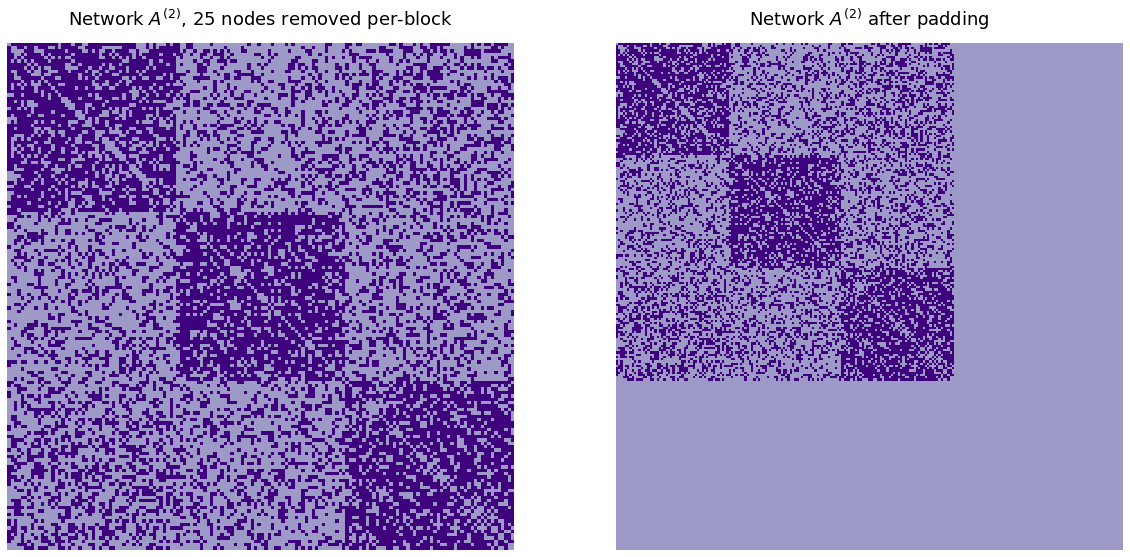 Network A^{(2)}, 25 nodes removed per-block
Network A^{(2)} after padding